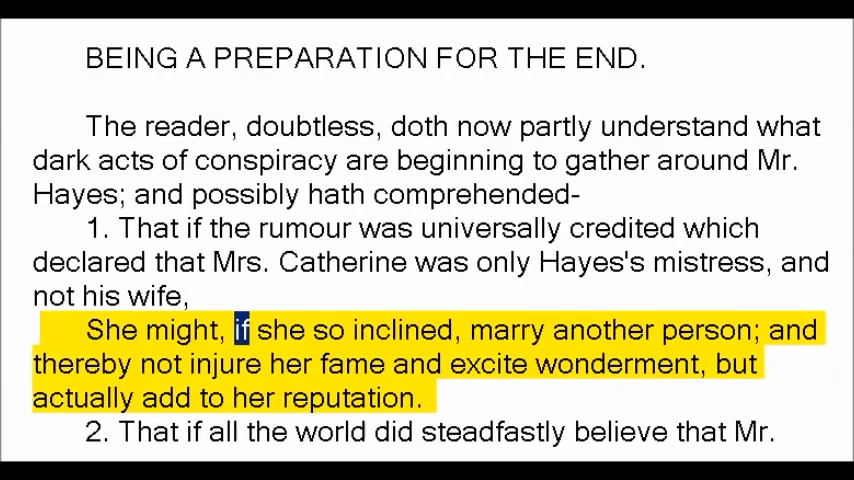 BEING A PREPARATION FOR THE END.
The reader, doubtless, doth now partly understand what
dark acts of conspiracy are beginning to gather around Mr.
Hayes; and possibly hath comprehended-
1. That if the rumour was universally credited which
declared that Mrs. Catherine was only Hayes's mistress, and
not his wife,
She might, if she so inclined, marry another person; and
thereby not injure her fame and excite wonderment, but
actually add to her reputation.
2. That if all the world did steadfastly believe that Mr.